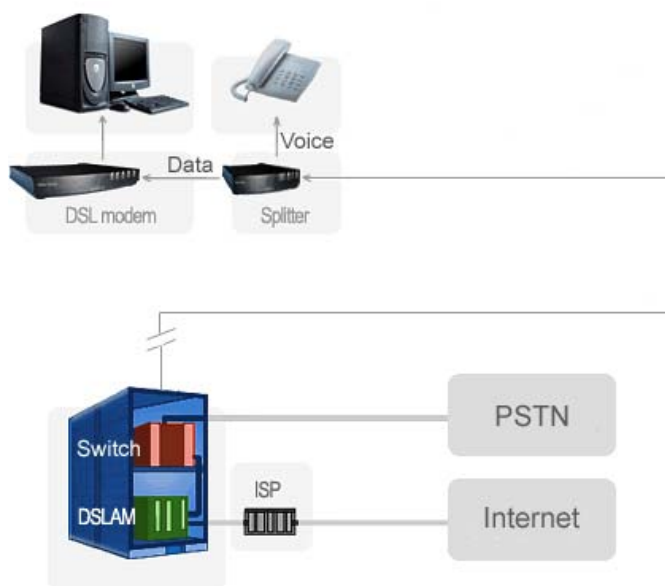 Voice
Data
DSL modem
Splitter
Switch
PSTN
DSLAM
ISP
Internet